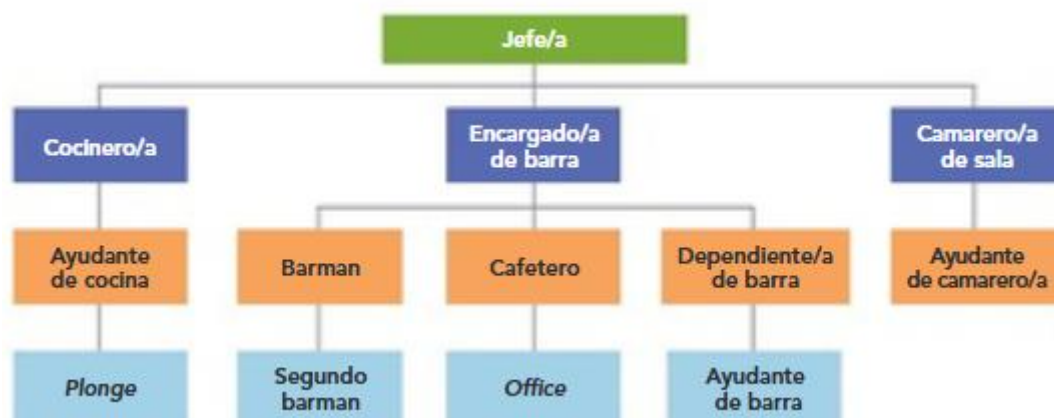 Jefe/a
Cocinero/a
Encargado/a
de barra
Camarero/a
de sala
Ayudante
de cocina
Barman
Cafetero
Dependiente/a
de barra
Ayudante
de camarero/a
Plonge
Segundo
barman
Office
Ayudante
de barra